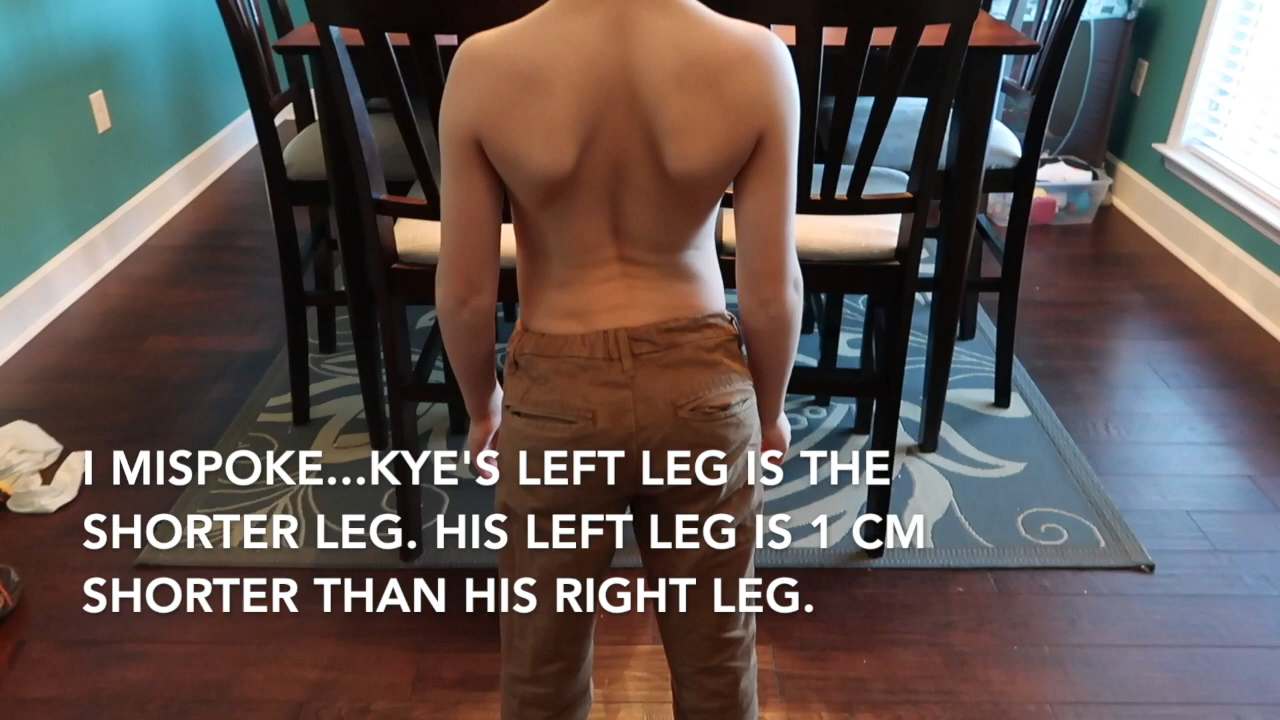 I MISPOKE...KYE'S LEFT LEG IS THE
SHORTER LEG. HIS LEFT LEG IS 1 CM
SHORTER THAN HIS RIGHT LEG.